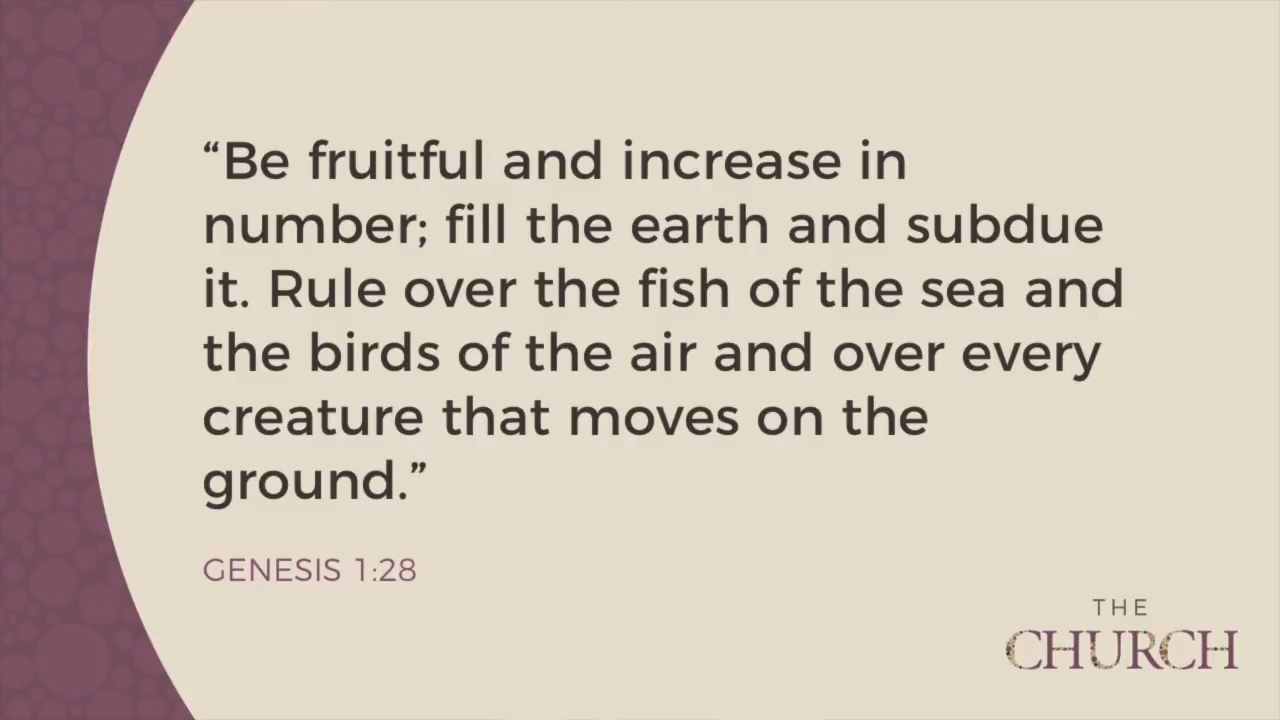 “Be fruitful and increase in
number; fill the earth and subdue
it. Rule over the fish of the sea and
the birds of the air and over every
creature that moves on the
ground.”
GENESIS 1:28
THE
CHURCH